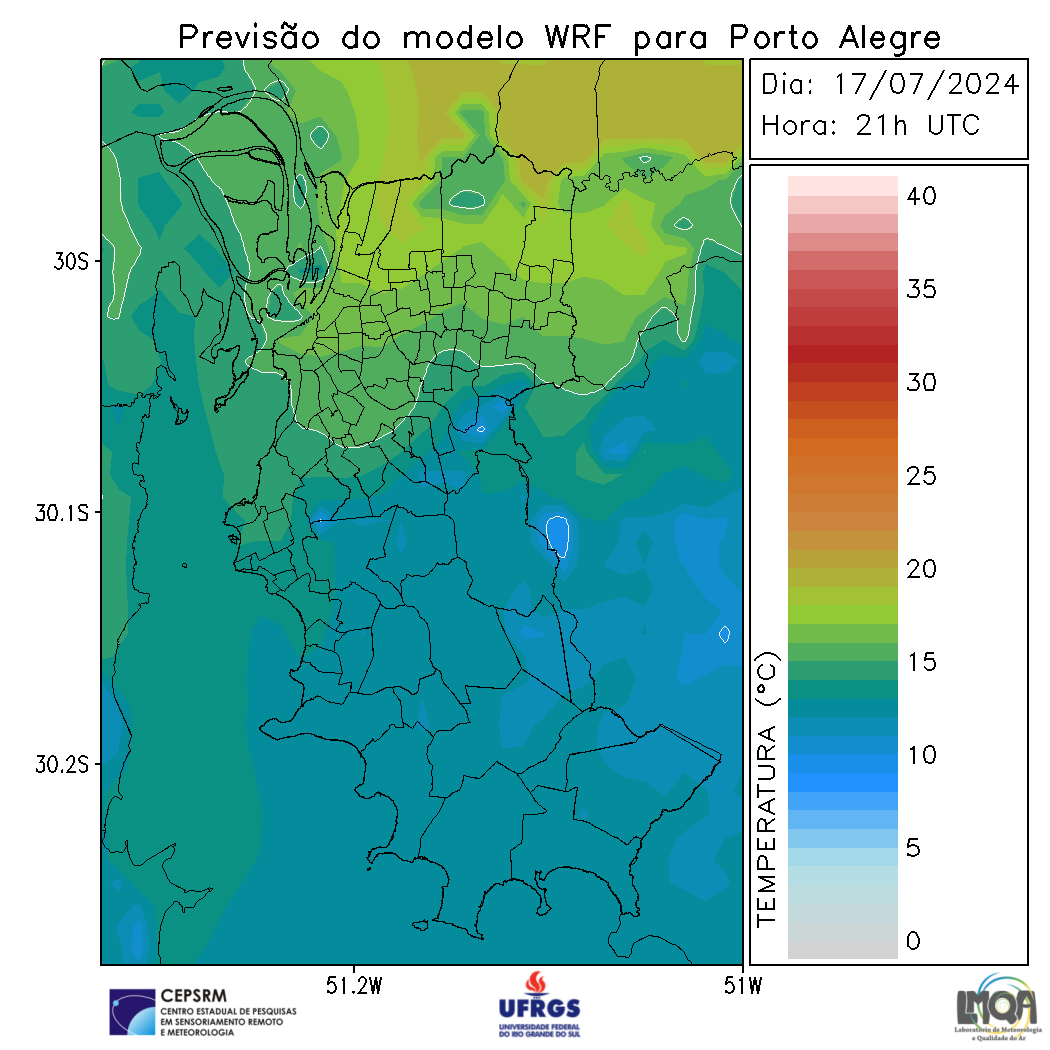 Previsão do modelo WRF para Porto Alegre
Dia: 17/07/2024
Hora: 21h UTC
30S
30.1S
30.2S
51.2W
51W
TEMPERATURA (°C)
40
35
30
25
20
15
10
5
0
CEPSRM
CENTRO ESTADUAL DE PESQUISAS
EM SENSORIAMENTO REMOTO
E METEOROLOGIA
UFRGS
UNIVERSIDADE FEDERAL
DO RIO GRANDE DO SUL
LMQA
Laboratório de Meteorologia
e Qualidade do Ar